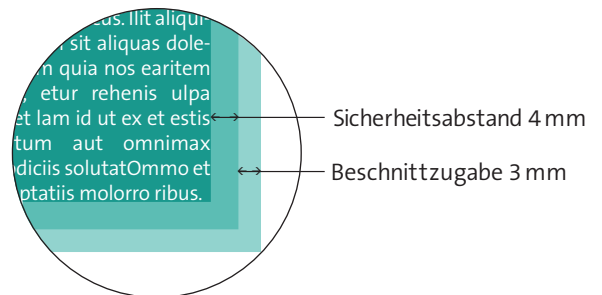 us. Ilit aliqui-
sit aliquas dole-
quia nos earitem
etur rehenis ulpa
et lam id ut ex et estis
tum aut omnimax
diciis solutatOmmo et
ptatiis molorro ribus.
Sicherheitsabstand 4 mm
Beschnittzugabe 3 mm